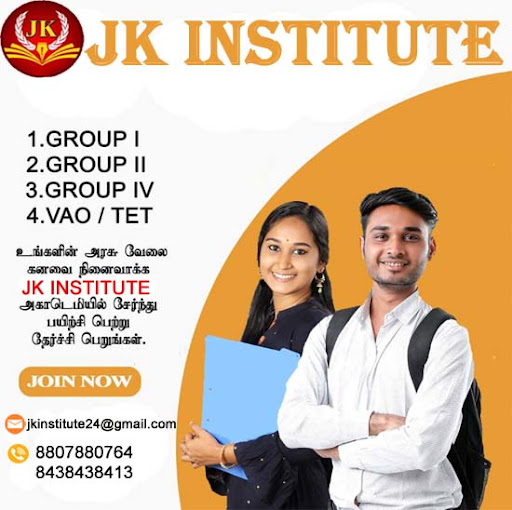 JK
JK INSTITUTE
1.GROUP I
2.GROUP II
3.GROUP IV
4.VAO / TET
உங்களின் அரசு வேலை
கனவை நினைவாக்க
JK INSTITUTE
அகாடெமியில் சேர்ந்து
பயிற்சி பெற்று
தேர்ச்சி பெறுங்கள்.
JOIN NOW
jkinstitute24@gmail.com
8807880764
8438438413